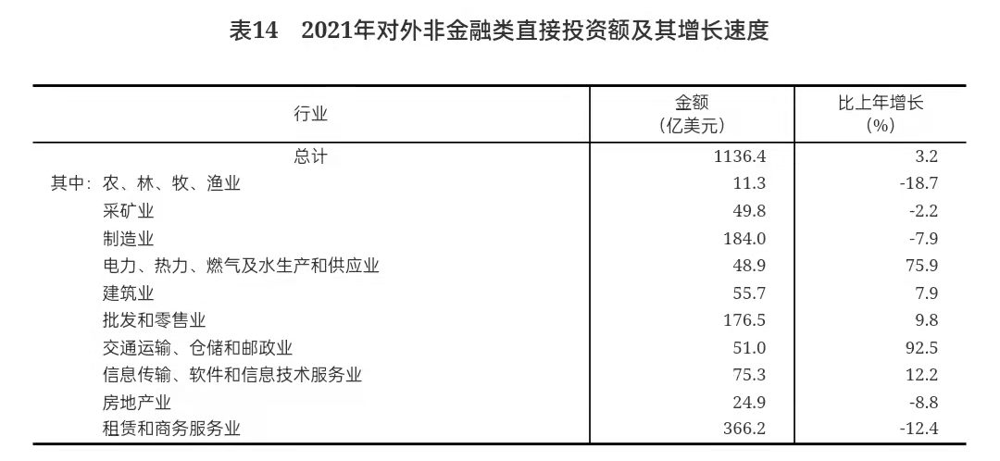 表14 2021年对外非金融类直接投资额及其增长速度
行业 金额 比上年增长
（亿美元） （%）
总计 1136.4 3.2
其中：农、林、牧、渔业 11.3 -18.7
采矿业 49.8 -2.2
制造业 184.0 -7.9
电力、热力、燃气及水生产和供应业 48.9 75.9
建筑业 55.7 7.9
批发和零售业 176.5 9.8
交通运输、仓储和邮政业 51.0 92.5
信息传输、软件和信息技术服务业 75.3 12.2
房地产业 24.9 -8.8
租赁和商务服务业 366.2 -12.4